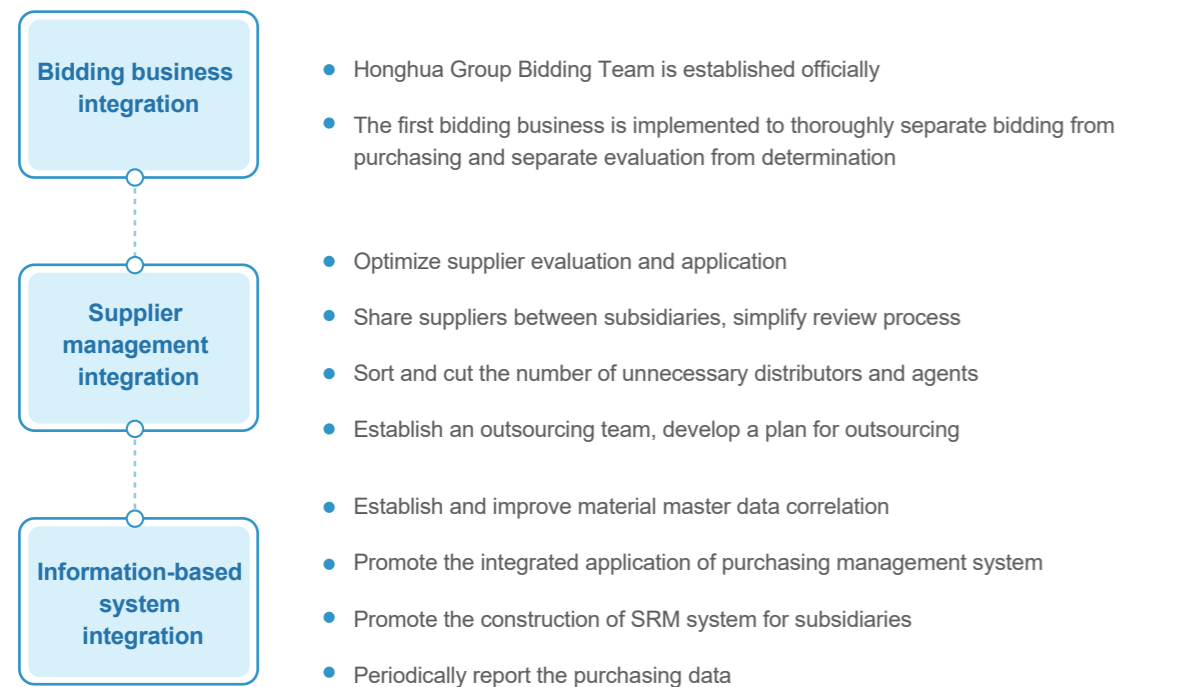 Bidding business
integration
Honghua Group Bidding Team is established officially
The first bidding business is implemented to thoroughly separate bidding from
purchasing and separate evaluation from determination
Supplier
management
integration
Optimize supplier evaluation and application
Share suppliers between subsidiaries, simplify review process
Sort and cut the number of unnecessary distributors and agents
Establish an outsourcing team, develop a plan for outsourcing
Information-based
system
integration
Establish and improve material master data correlation
Promote the integrated application of purchasing management system
Promote the construction of SRM system for subsidiaries
Periodically report the purchasing data